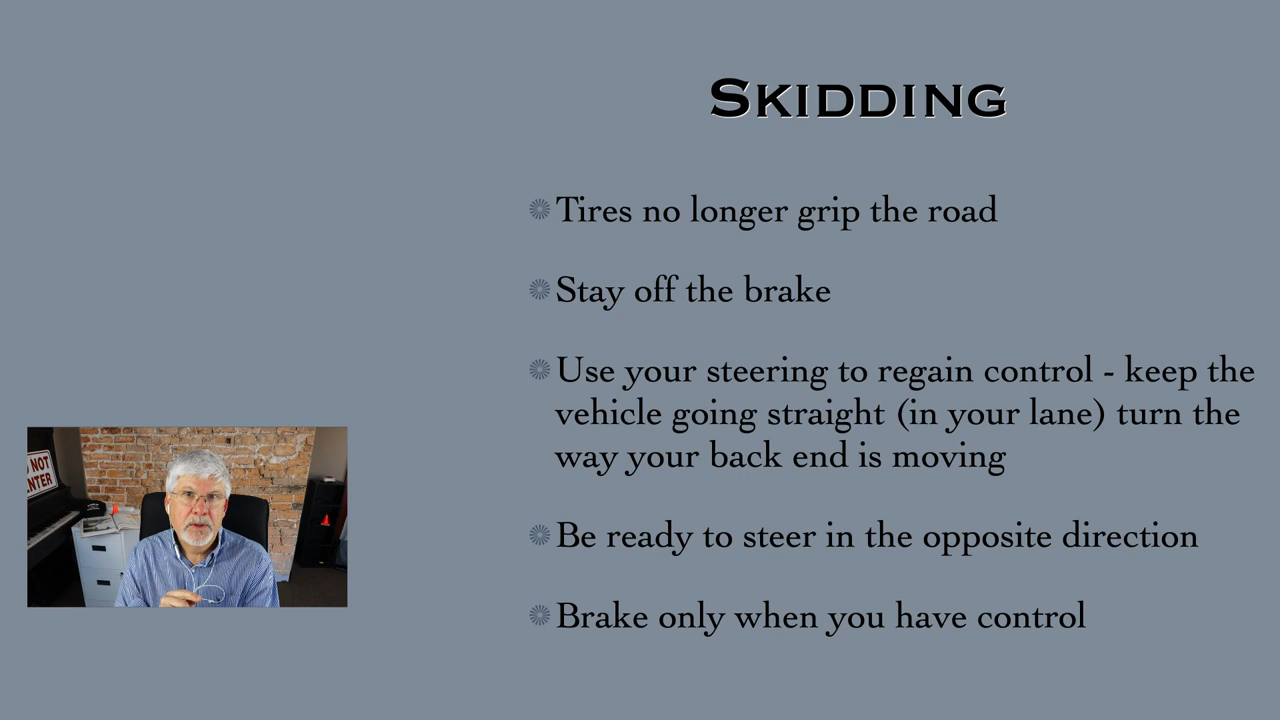 Skidding
Tires no longer grip the road
Stay off the brake
Use your steering to regain control - keep the
vehicle going straight (in your lane) turn the
way your back end is moving
Be ready to steer in the opposite direction
Brake only when you have control
NOT